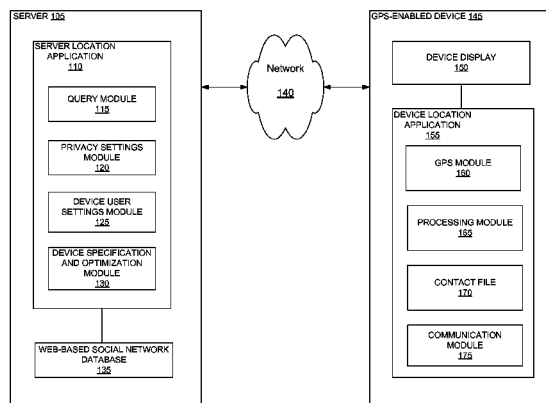 SERVER 105
SERVER LOCATION
APPLICATION
110
QUERY MODULE
115
PRIVACY SETTINGS
MODULE
120
DEVICE USER
SETTINGS MODULE
125
DEVICE SPECIFICATION
AND OPTIMIZATION
MODULE
130
WEB-BASED SOCIAL NETWORK
DATABASE
135
Network
140
GPS-ENABLED DEVICE 145
DEVICE DISPLAY
150
DEVICE LOCATION
APPLICATION
155
GPS MODULE
160
PROCESSING MODULE
165
CONTACT FILE
170
COMMUNICATION
MODULE
175